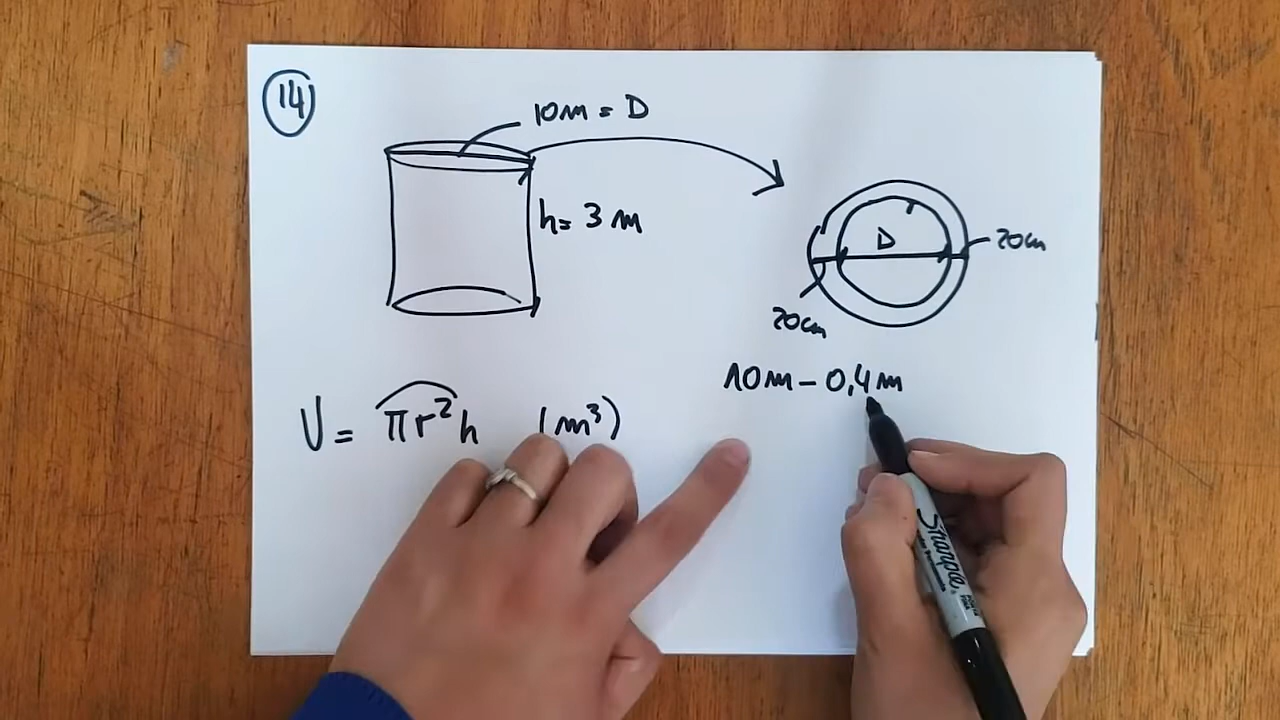 14
10m = D
h= 3 m
D
20cm
20cm
10m - 0,4m
V = πr²h (m³)
Sharpie